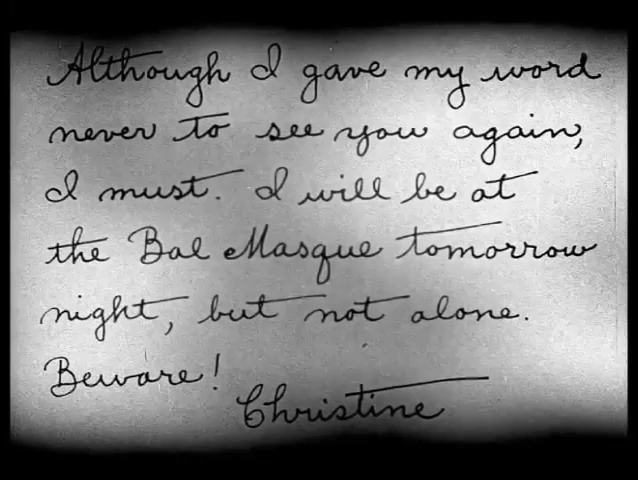 Although I gave my word
never to see you again,
I must. I will be at
the Bal Masque tomorrow
night, but not alone.
Beware!
Christine